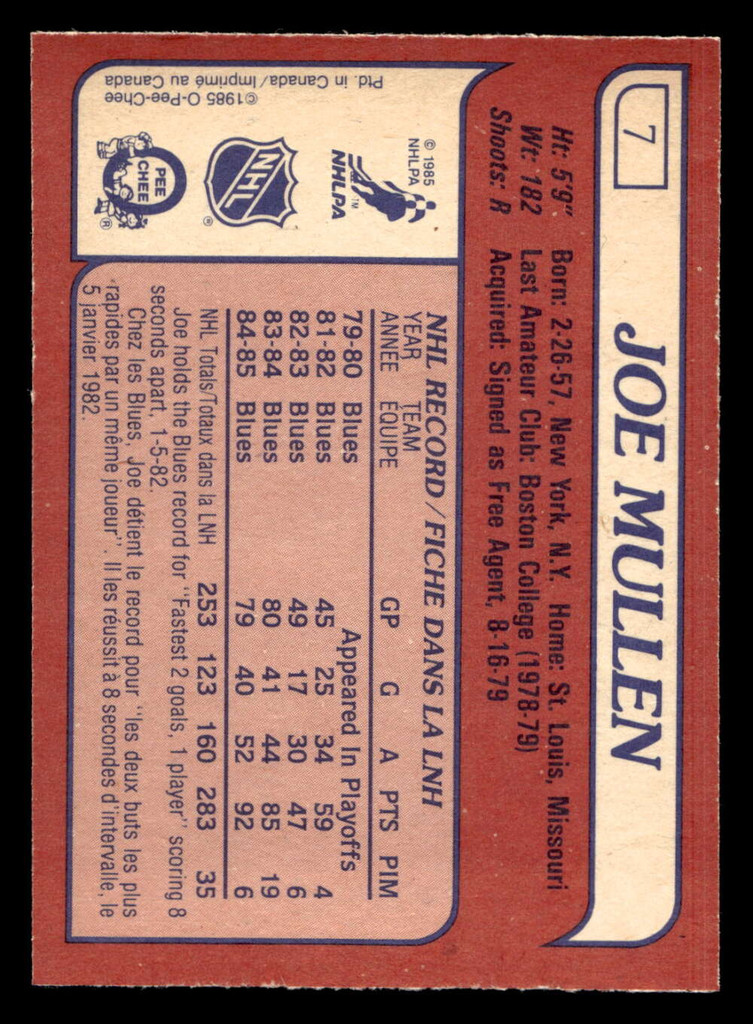 7
JOE MULLEN
Ht: 5'9" Born: 2-26-57, New York, N.Y. Home: St. Louis, Missouri
Wt: 182 Last Amateur Club: Boston College (1978-79)
Shoots: R Acquired: Signed as Free Agent, 8-16-79
© 1985
NHLPA
NHLPA
TM
NHL
®
PEE
CHEE
®
©1985 O-Pee-Chee
Ptd. in Canada/Imprimé au Canada
NHL RECORD/FICHE DANS LA LNH
YEAR TEAM
ANNÉE ÉQUIPE GP G A PTS PIM
79-80 Blues Appeared In Playoffs
81-82 Blues 45 25 34 59 4
82-83 Blues 49 17 30 47 6
83-84 Blues 80 41 44 85 19
84-85 Blues 79 40 52 92 6
NHL Totals/Totaux dans la LNH 253 123 160 283 35
Joe holds the Blues record for "Fastest 2 goals, 1 player" scoring 8
seconds apart, 1-5-82.
Chez les Blues, Joe détient le record pour "les deux buts les plus
rapides par un même joueur". Il les réussit à 8 secondes d'intervalle, le
5 janvier 1982.